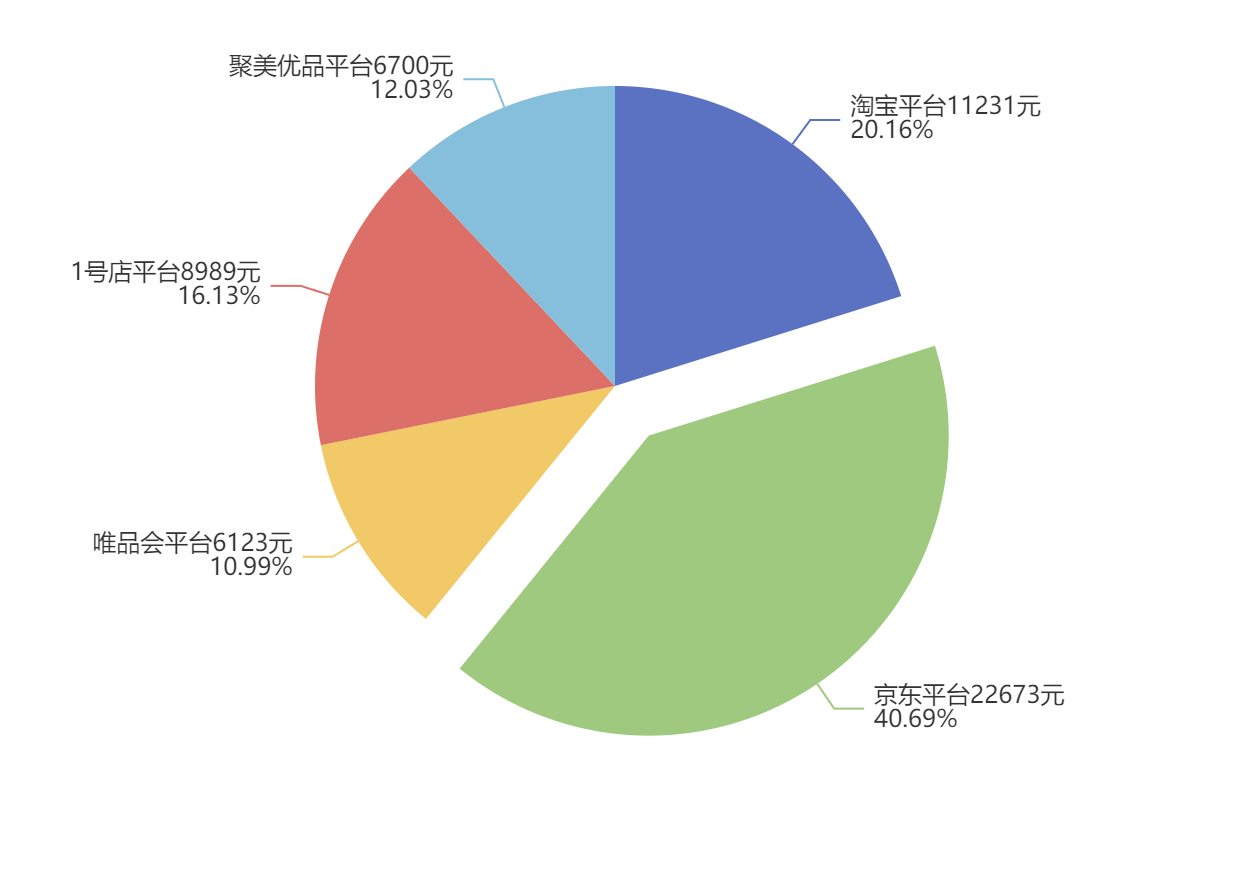 聚美优品平台6700元
12.03%
淘宝平台11231元
20.16%
1号店平台8989元
16.13%
唯品会平台6123元
10.99%
京东平台22673元
40.69%